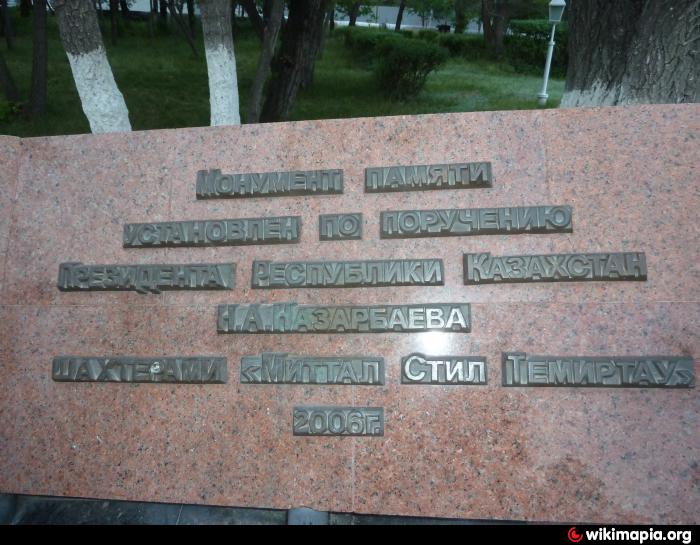 Монумент памяти
установлен по поручению
Президента Республики Казахстан
Н.А.Назарбаева
шахтерами «Миттал Стил Темиртау»
2006г.
wikimapia.org